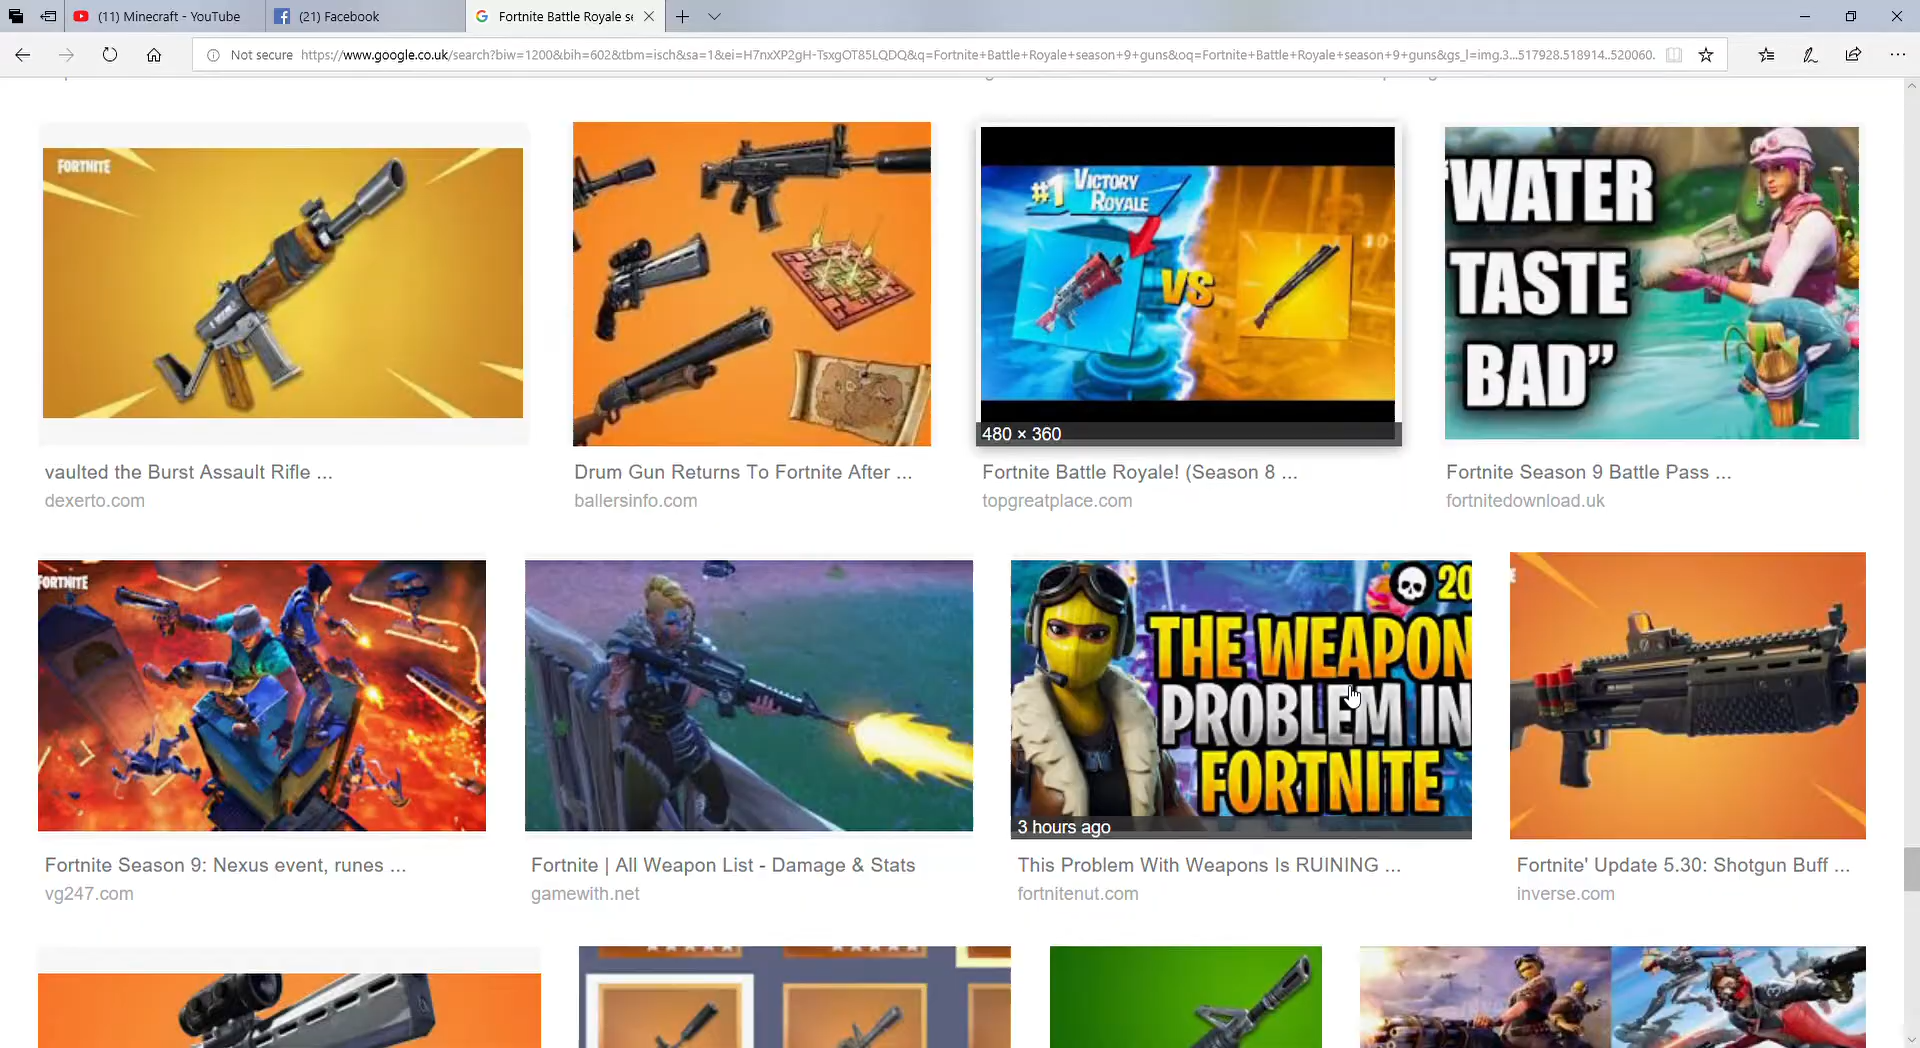 (11) Minecraft - YouTube
(21) Facebook
Fortnite Battle Royale se
Not secure
https://www.google.co.uk/search?biw=1200&bih=602&tbm=isch&sa=1&ei=H7nxXP2gH-TsxgOT85LQDQ&q=Fortnite+Battle+Royale+season+9+guns&oq=Fortnite+Battle+Royale+season+9+guns&gs_l=img.3...517928.518914..520060.
FORTNITE
#1 VICTORY
ROYALE
VS
480 × 360
"WATER
TASTE
BAD"
vaulted the Burst Assault Rifle ...
dexerto.com
Drum Gun Returns To Fortnite After ...
ballersinfo.com
Fortnite Battle Royale! (Season 8 ...
topgreatplace.com
Fortnite Season 9 Battle Pass ...
fortnitedownload.uk
FORTNITE
20
THE WEAPON
PROBLEM IN
FORTNITE
3 hours ago
Fortnite Season 9: Nexus event, runes ...
vg247.com
Fortnite | All Weapon List - Damage & Stats
gamewith.net
This Problem With Weapons Is RUINING ...
fortnitenut.com
Fortnite' Update 5.30: Shotgun Buff ...
inverse.com